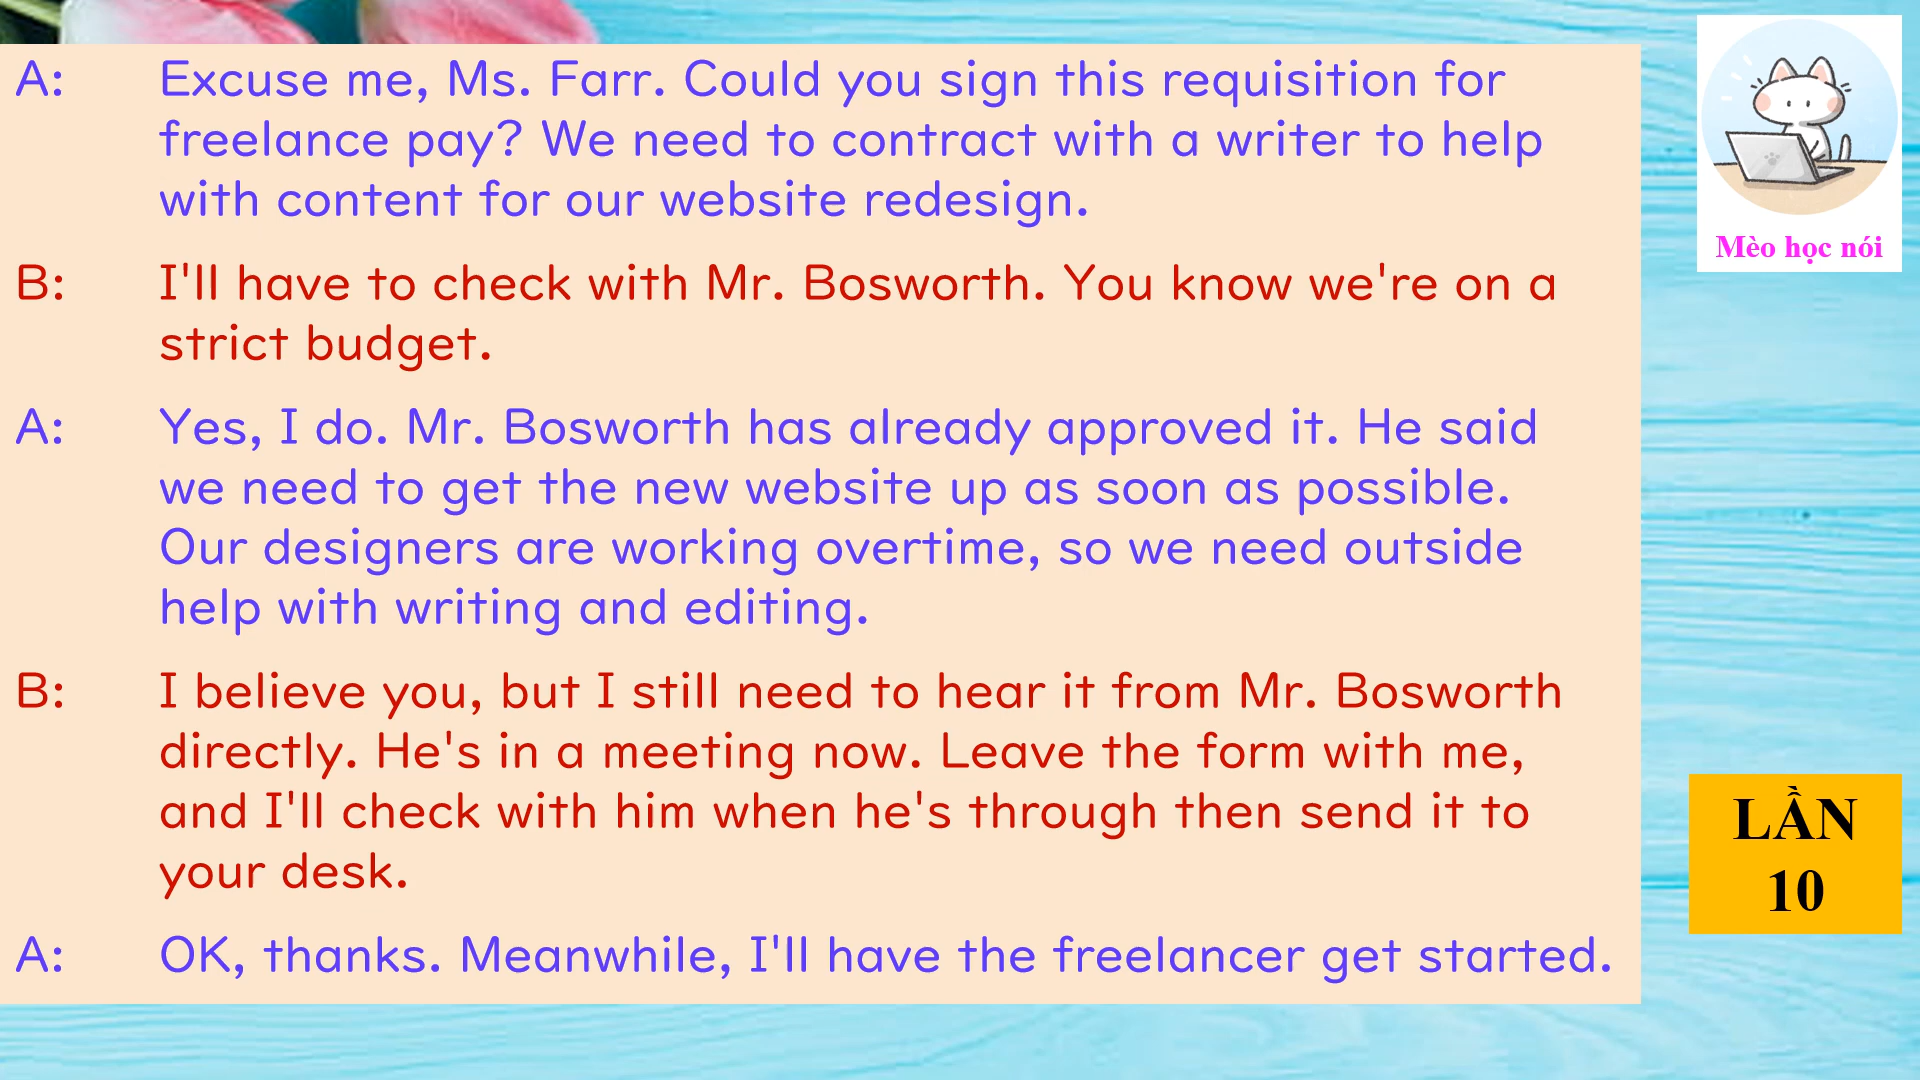 A: Excuse me, Ms. Farr. Could you sign this requisition for
freelance pay? We need to contract with a writer to help
with content for our website redesign.
B: I'll have to check with Mr. Bosworth. You know we're on a
strict budget.
A: Yes, I do. Mr. Bosworth has already approved it. He said
we need to get the new website up as soon as possible.
Our designers are working overtime, so we need outside
help with writing and editing.
B: I believe you, but I still need to hear it from Mr. Bosworth
directly. He's in a meeting now. Leave the form with me,
and I'll check with him when he's through then send it to
your desk.
A: OK, thanks. Meanwhile, I'll have the freelancer get started.
Mèo học nói
LẦN
10